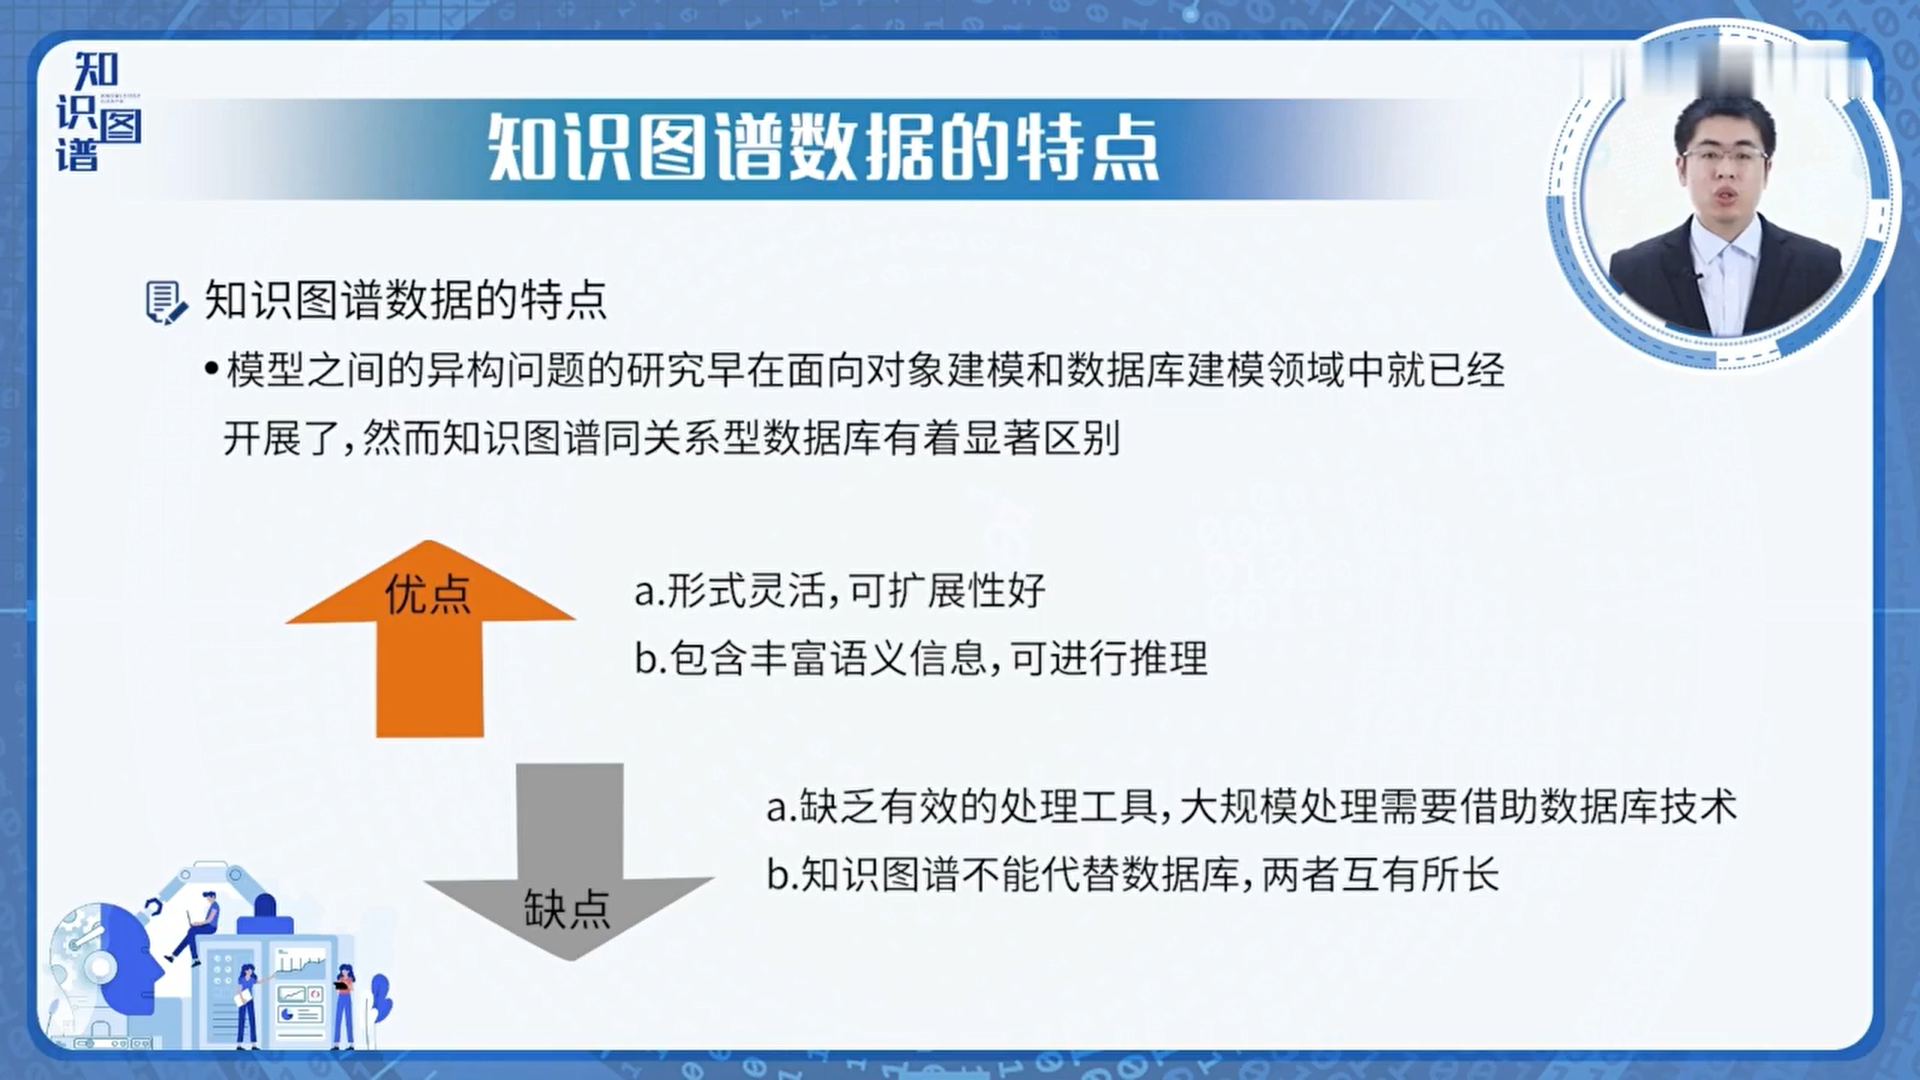 知
识图
谱
知识图谱数据的特点
知识图谱数据的特点
•模型之间的异构问题的研究早在面向对象建模和数据库建模领域中就已经
开展了,然而知识图谱同关系型数据库有着显著区别
优点
a.形式灵活,可扩展性好
b.包含丰富语义信息,可进行推理
a.缺乏有效的处理工具,大规模处理需要借助数据库技术
b.知识图谱不能代替数据库,两者互有所长
缺点